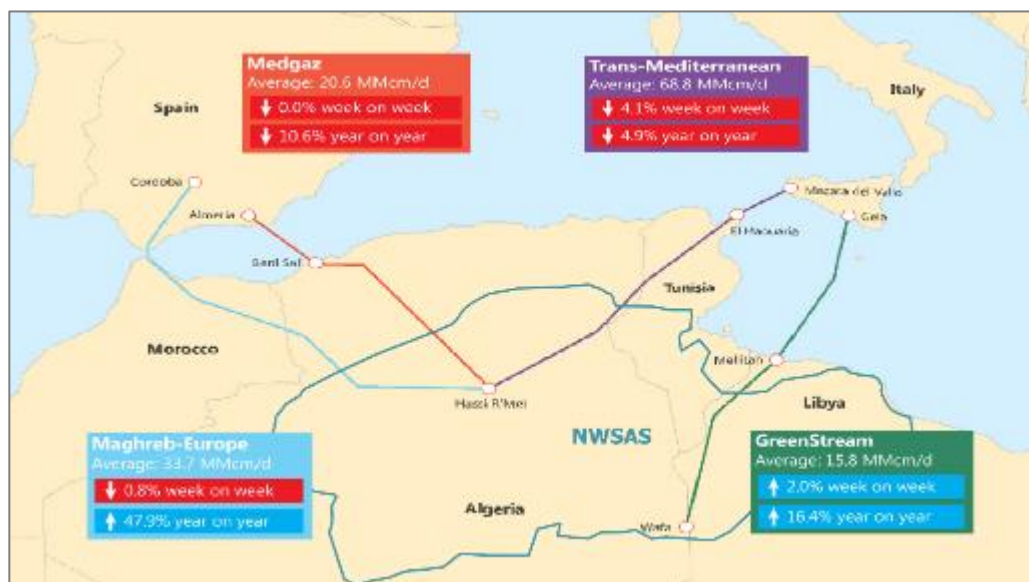 Medgaz
Average: 20.6 MMcm/d
0.0% week on week
10.6% year on year
Trans-Mediterranean
Average: 68.8 MMcm/d
4.1% week on week
4.9% year on year
Italy
Spain
Cordoba
Almeria
Mazara del Vallo
Gela
El Haouaria
Beni Saf
Tunisia
Morocco
Mellitah
Hassi R'Mel
Libya
NWSAS
Maghreb-Europe
Average: 33.7 MMcm/d
0.8% week on week
47.9% year on year
GreenStream
Average: 15.8 MMcm/d
2.0% week on week
16.4% year on year
Algeria
Wafa